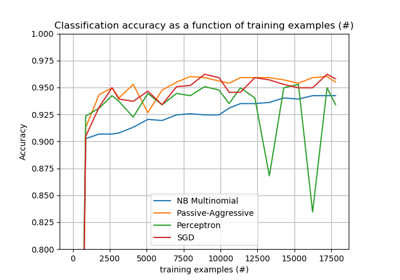 Classification accuracy as a function of training examples (#)
1.000
0.975
0.950
0.925
0.900
0.875
0.850
0.825
0.800
Accuracy
NB Multinomial
Passive-Aggressive
Perceptron
SGD
0 2500 5000 7500 10000 12500 15000 17500
training examples (#)